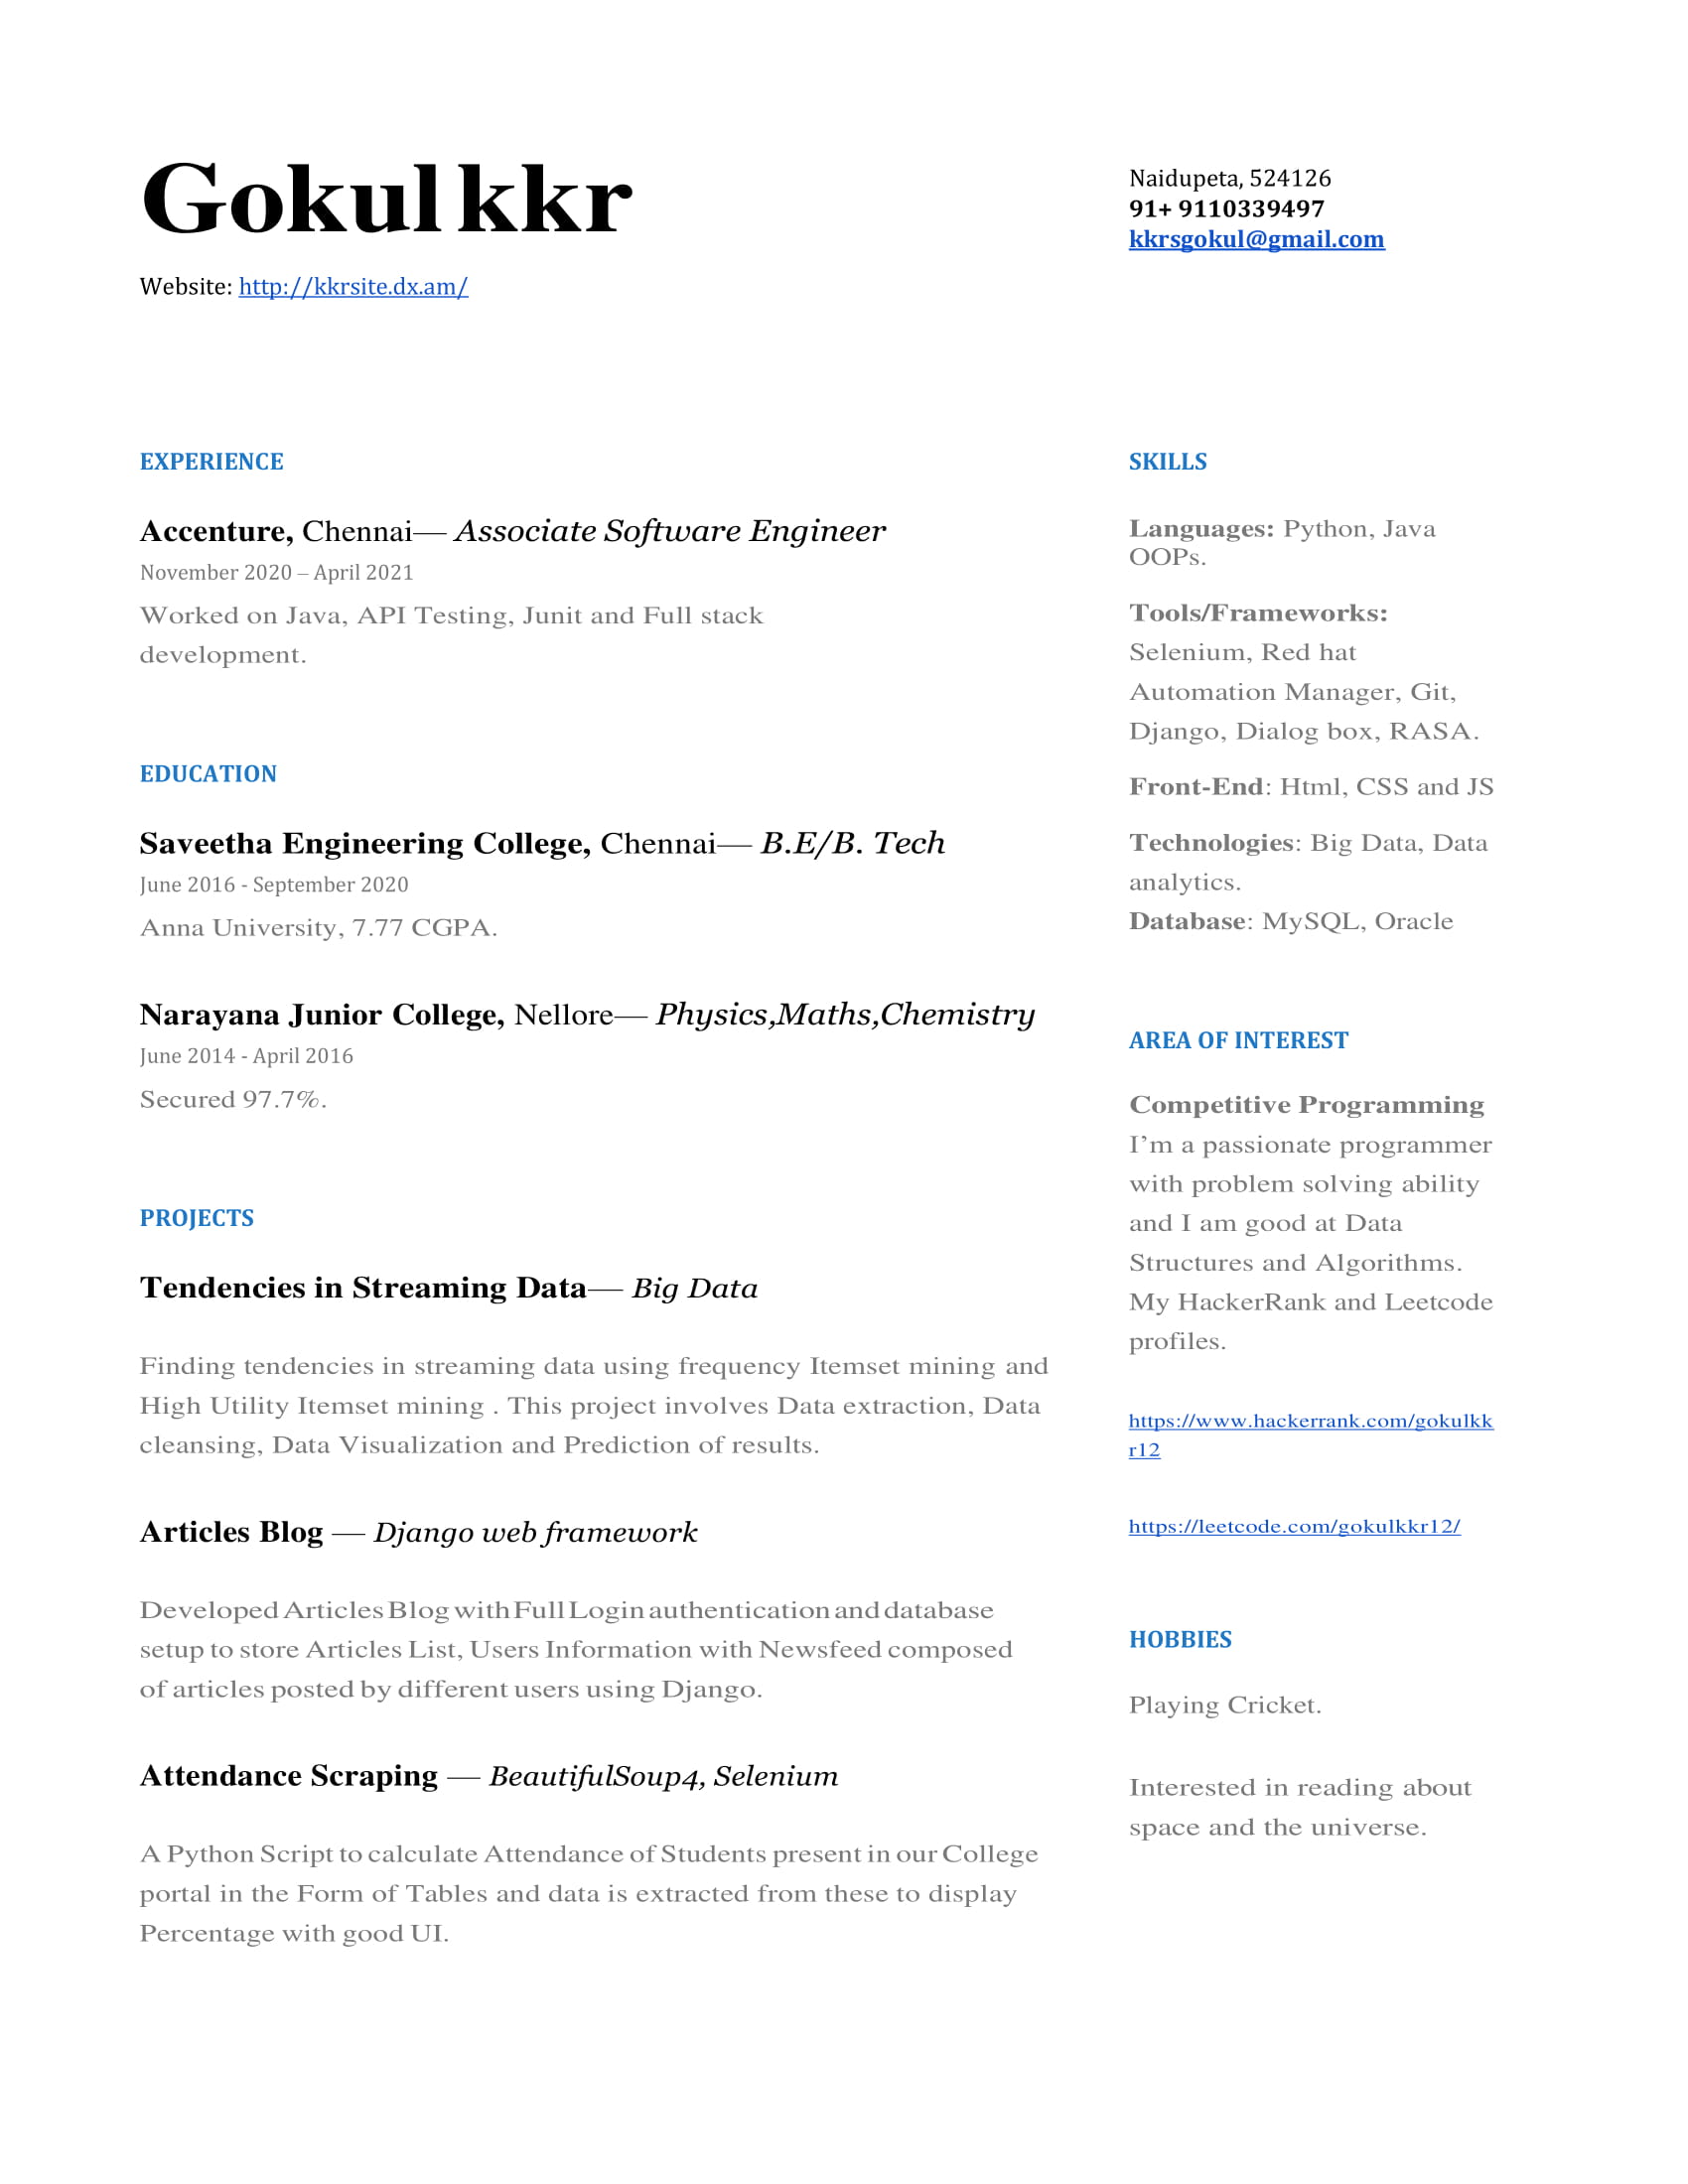 Gokul kkr
Website: http://kkrsite.dx.am/
Naidupeta, 524126
91+ 9110339497
kkrsgokul@gmail.com
EXPERIENCE
Accenture, Chennai— Associate Software Engineer
November 2020 – April 2021
Worked on Java, API Testing, Junit and Full stack
development.
EDUCATION
Saveetha Engineering College, Chennai— B.E/B. Tech
June 2016 - September 2020
Anna University, 7.77 CGPA.
Narayana Junior College, Nellore— Physics,Maths,Chemistry
June 2014 - April 2016
Secured 97.7%.
PROJECTS
Tendencies in Streaming Data— Big Data
Finding tendencies in streaming data using frequency Itemset mining and
High Utility Itemset mining . This project involves Data extraction, Data
cleansing, Data Visualization and Prediction of results.
Articles Blog — Django web framework
Developed Articles Blog with Full Login authentication and database
setup to store Articles List, Users Information with Newsfeed composed
of articles posted by different users using Django.
Attendance Scraping — BeautifulSoup4, Selenium
A Python Script to calculate Attendance of Students present in our College
portal in the Form of Tables and data is extracted from these to display
Percentage with good UI.
SKILLS
Languages: Python, Java
OOPs.
Tools/Frameworks:
Selenium, Red hat
Automation Manager, Git,
Django, Dialog box, RASA.
Front-End: Html, CSS and JS
Technologies: Big Data, Data
analytics.
Database: MySQL, Oracle
AREA OF INTEREST
Competitive Programming
I’m a passionate programmer
with problem solving ability
and I am good at Data
Structures and Algorithms.
My HackerRank and Leetcode
profiles.
https://www.hackerrank.com/gokulkk
r12
https://leetcode.com/gokulkkr12/
HOBBIES
Playing Cricket.
Interested in reading about
space and the universe.